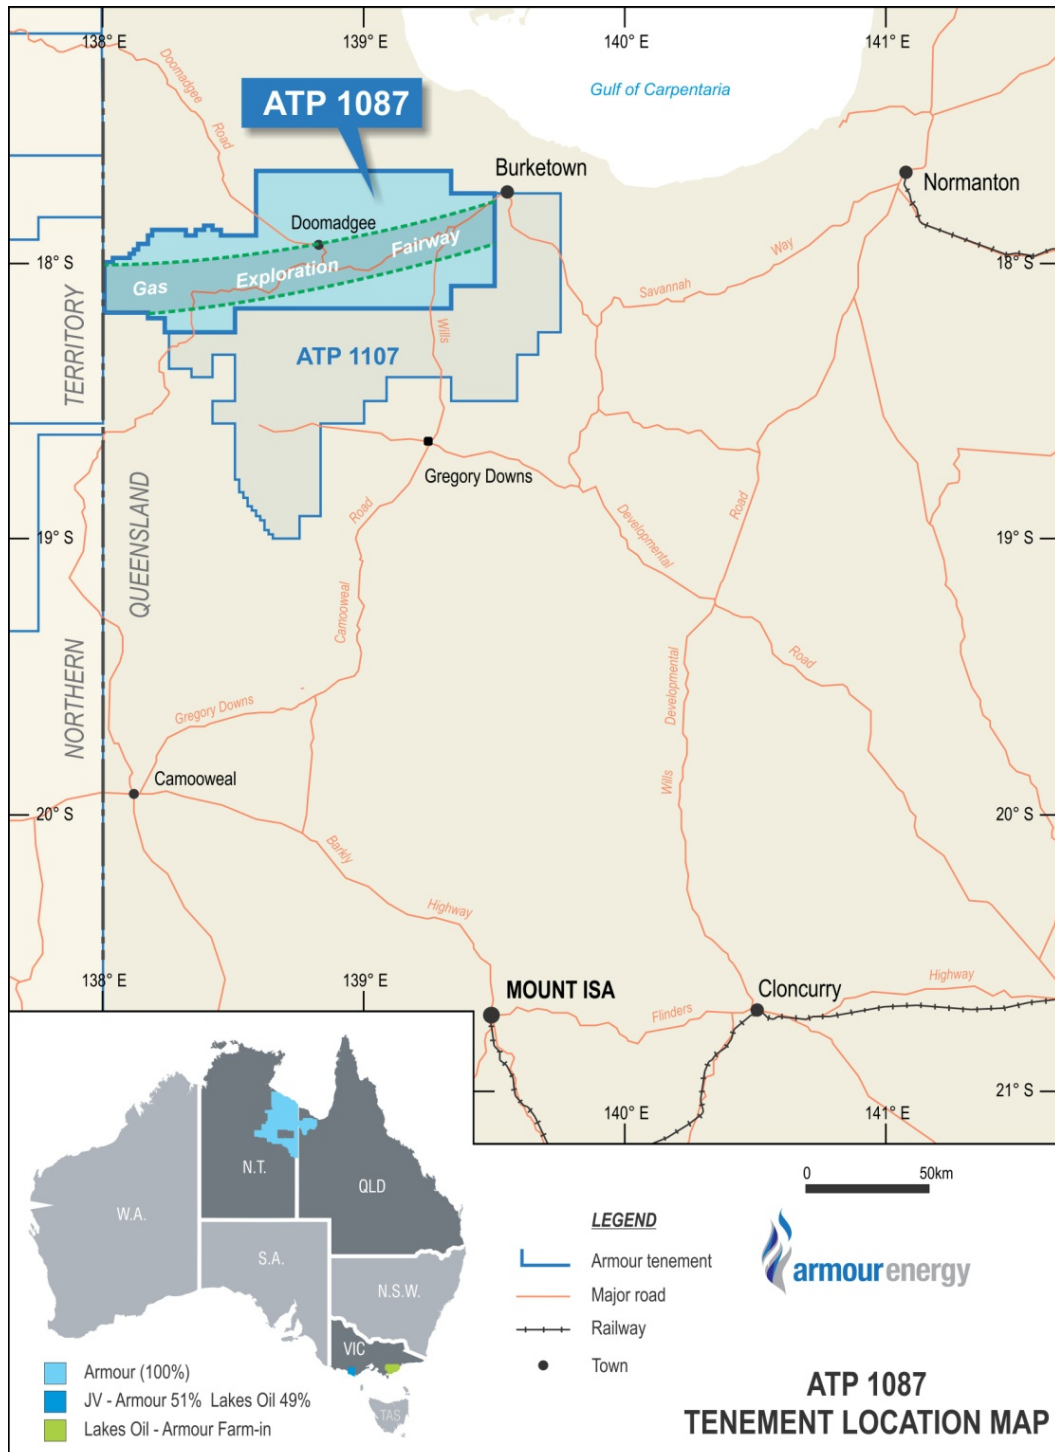 138° E
139° E
140° E
141° E
Gulf of Carpentaria
Doomadgee
Road
ATP 1087
Burketown
Normanton
Doomadgee
18° S
18° S
Gas
Exploration
Fairway
Savannah
Way
Wills
ATP 1107
TERRITORY
Gregory Downs
QUEENSLAND
Road
Developmental
Road
19° S
19° S
Camooweal
NORTHERN
Developmental
Road
Gregory Downs
Camooweal
Wills
20° S
20° S
Barkly
Highway
138° E
139° E
MOUNT ISA
Flinders
Cloncurry
Highway
21° S
140° E
141° E
N.T.
QLD
W.A.
S.A.
N.S.W.
VIC
TAS
Armour (100%)
JV - Armour 51% Lakes Oil 49%
Lakes Oil - Armour Farm-in
0
50km
LEGEND
Armour tenement
Major road
Railway
Town
armourenergy
ATP 1087
TENEMENT LOCATION MAP